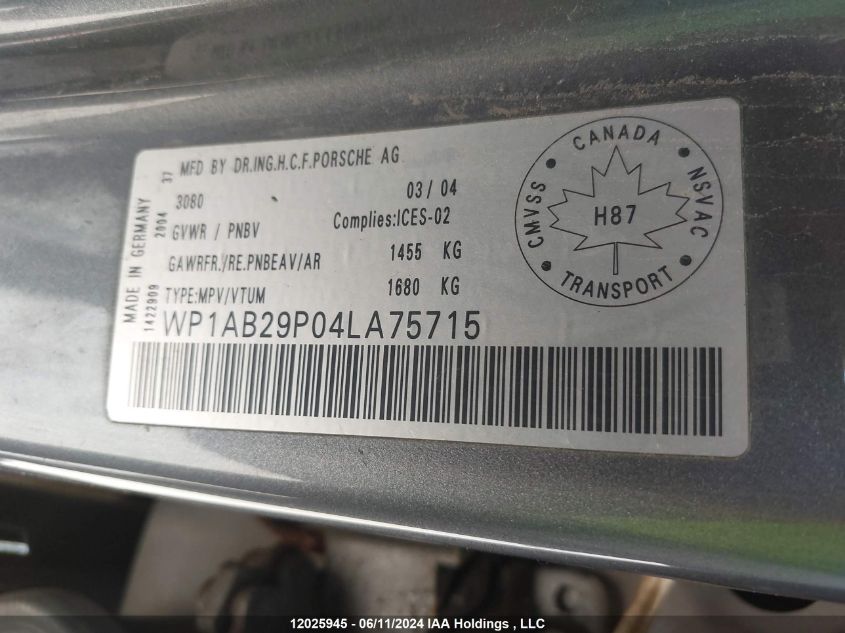 MFD BY DR.ING.H.C.F.PORSCHE AG
3080 03/04
GVWR / PNBV Complies:ICES-02
GAWRFR./RE.PNBEAV/AR 1455 KG
TYPE:MPV/VTUM 1680 KG
WP1AB29P04LA75715
MADE IN GERMANY
1422909 2004 37
CANADA
CMVSS
NSVAC
H87
TRANSPORT
12025945 - 06/11/2024 IAA Holdings , LLC